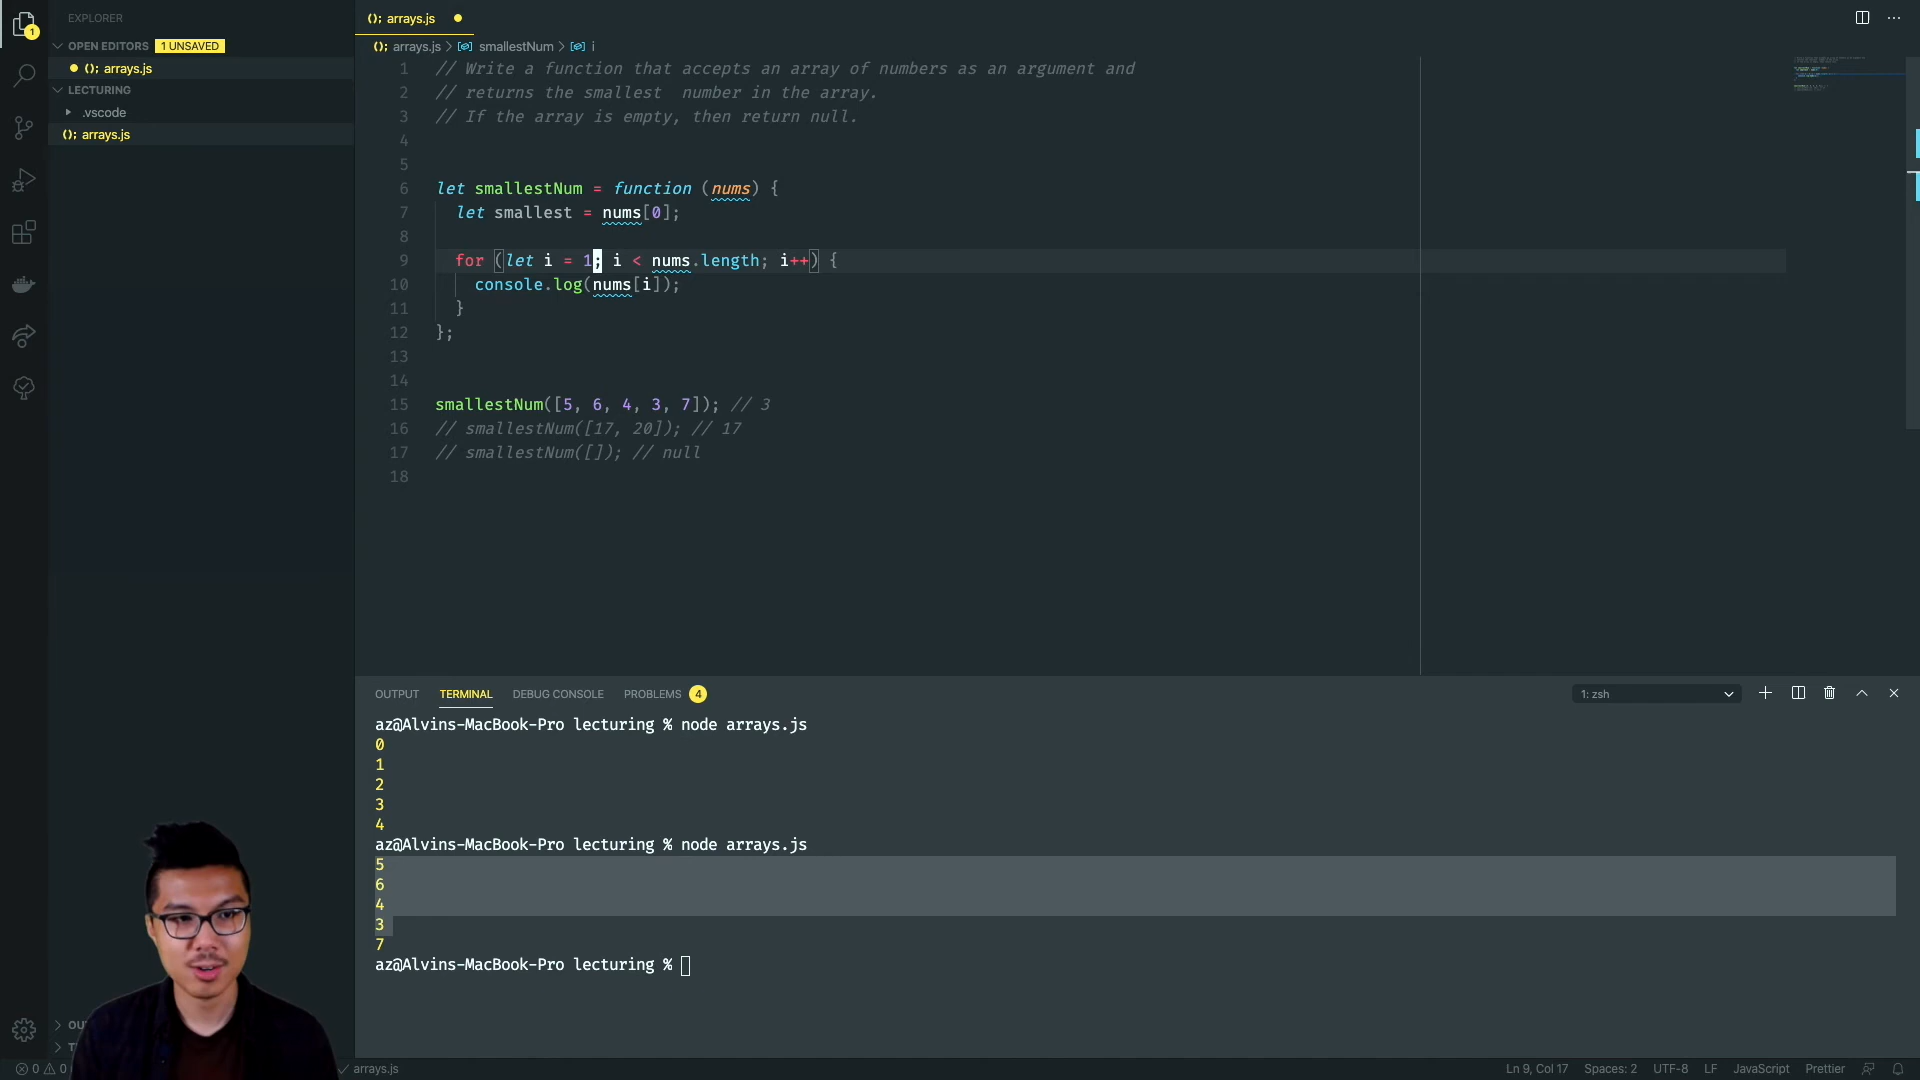 EXPLORER
OPEN EDITORS 1 UNSAVED
(); arrays.js
LECTURING
.vscode
(); arrays.js
1
(); arrays.js
(); arrays.js > smallestNum > i
1 // Write a function that accepts an array of numbers as an argument and
2 // returns the smallest  number in the array.
3 // If the array is empty, then return null.
4
5
6 let smallestNum = function (nums) {
7   let smallest = nums[0];
8
9   for (let i = 1; i < nums.length; i++) {
10     console.log(nums[i]);
11   }
12 };
13
14
15 smallestNum([5, 6, 4, 3, 7]); // 3
16 // smallestNum([17, 20]); // 17
17 // smallestNum([]); // null
18
OUTPUT TERMINAL DEBUG CONSOLE PROBLEMS 4
1: zsh
az@Alvins-MacBook-Pro lecturing % node arrays.js
0
1
2
3
4
az@Alvins-MacBook-Pro lecturing % node arrays.js
5
6
4
3
7
az@Alvins-MacBook-Pro lecturing %
0 0
arrays.js
Ln 9, Col 17 Spaces: 2 UTF-8 LF JavaScript Prettier